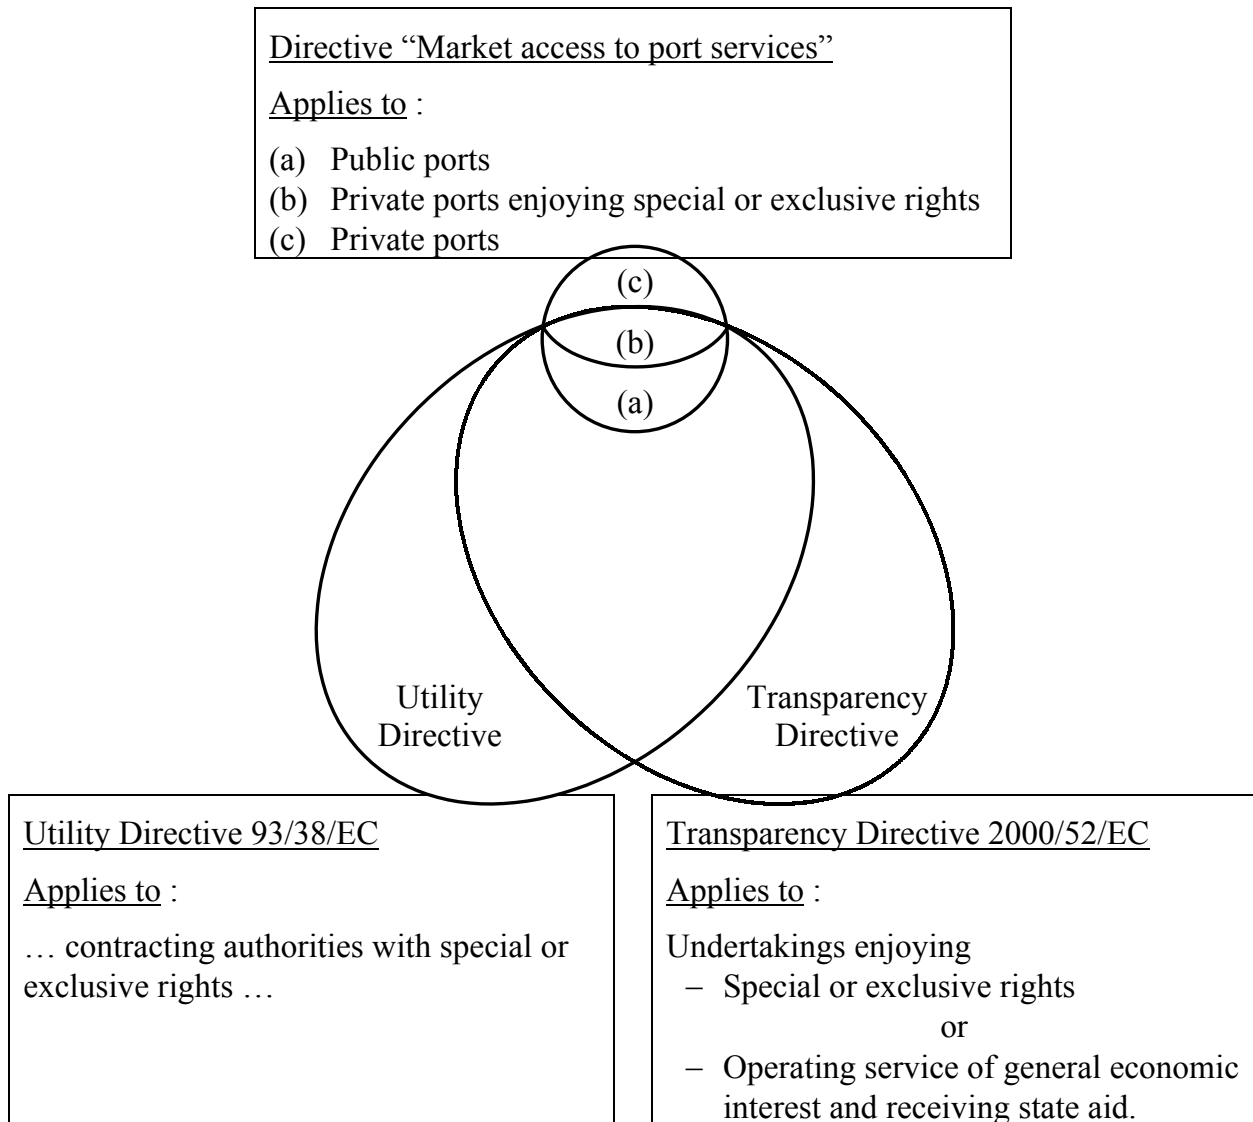 Directive “Market access to port services”
Applies to :
(a) Public ports
(b) Private ports enjoying special or exclusive rights
(c) Private ports
(c)
(b)
(a)
Utility
Directive
Transparency
Directive
Utility Directive 93/38/EC
Applies to :
… contracting authorities with special or
exclusive rights …
Transparency Directive 2000/52/EC
Applies to :
Undertakings enjoying
− Special or exclusive rights
or
− Operating service of general economic
interest and receiving state aid.